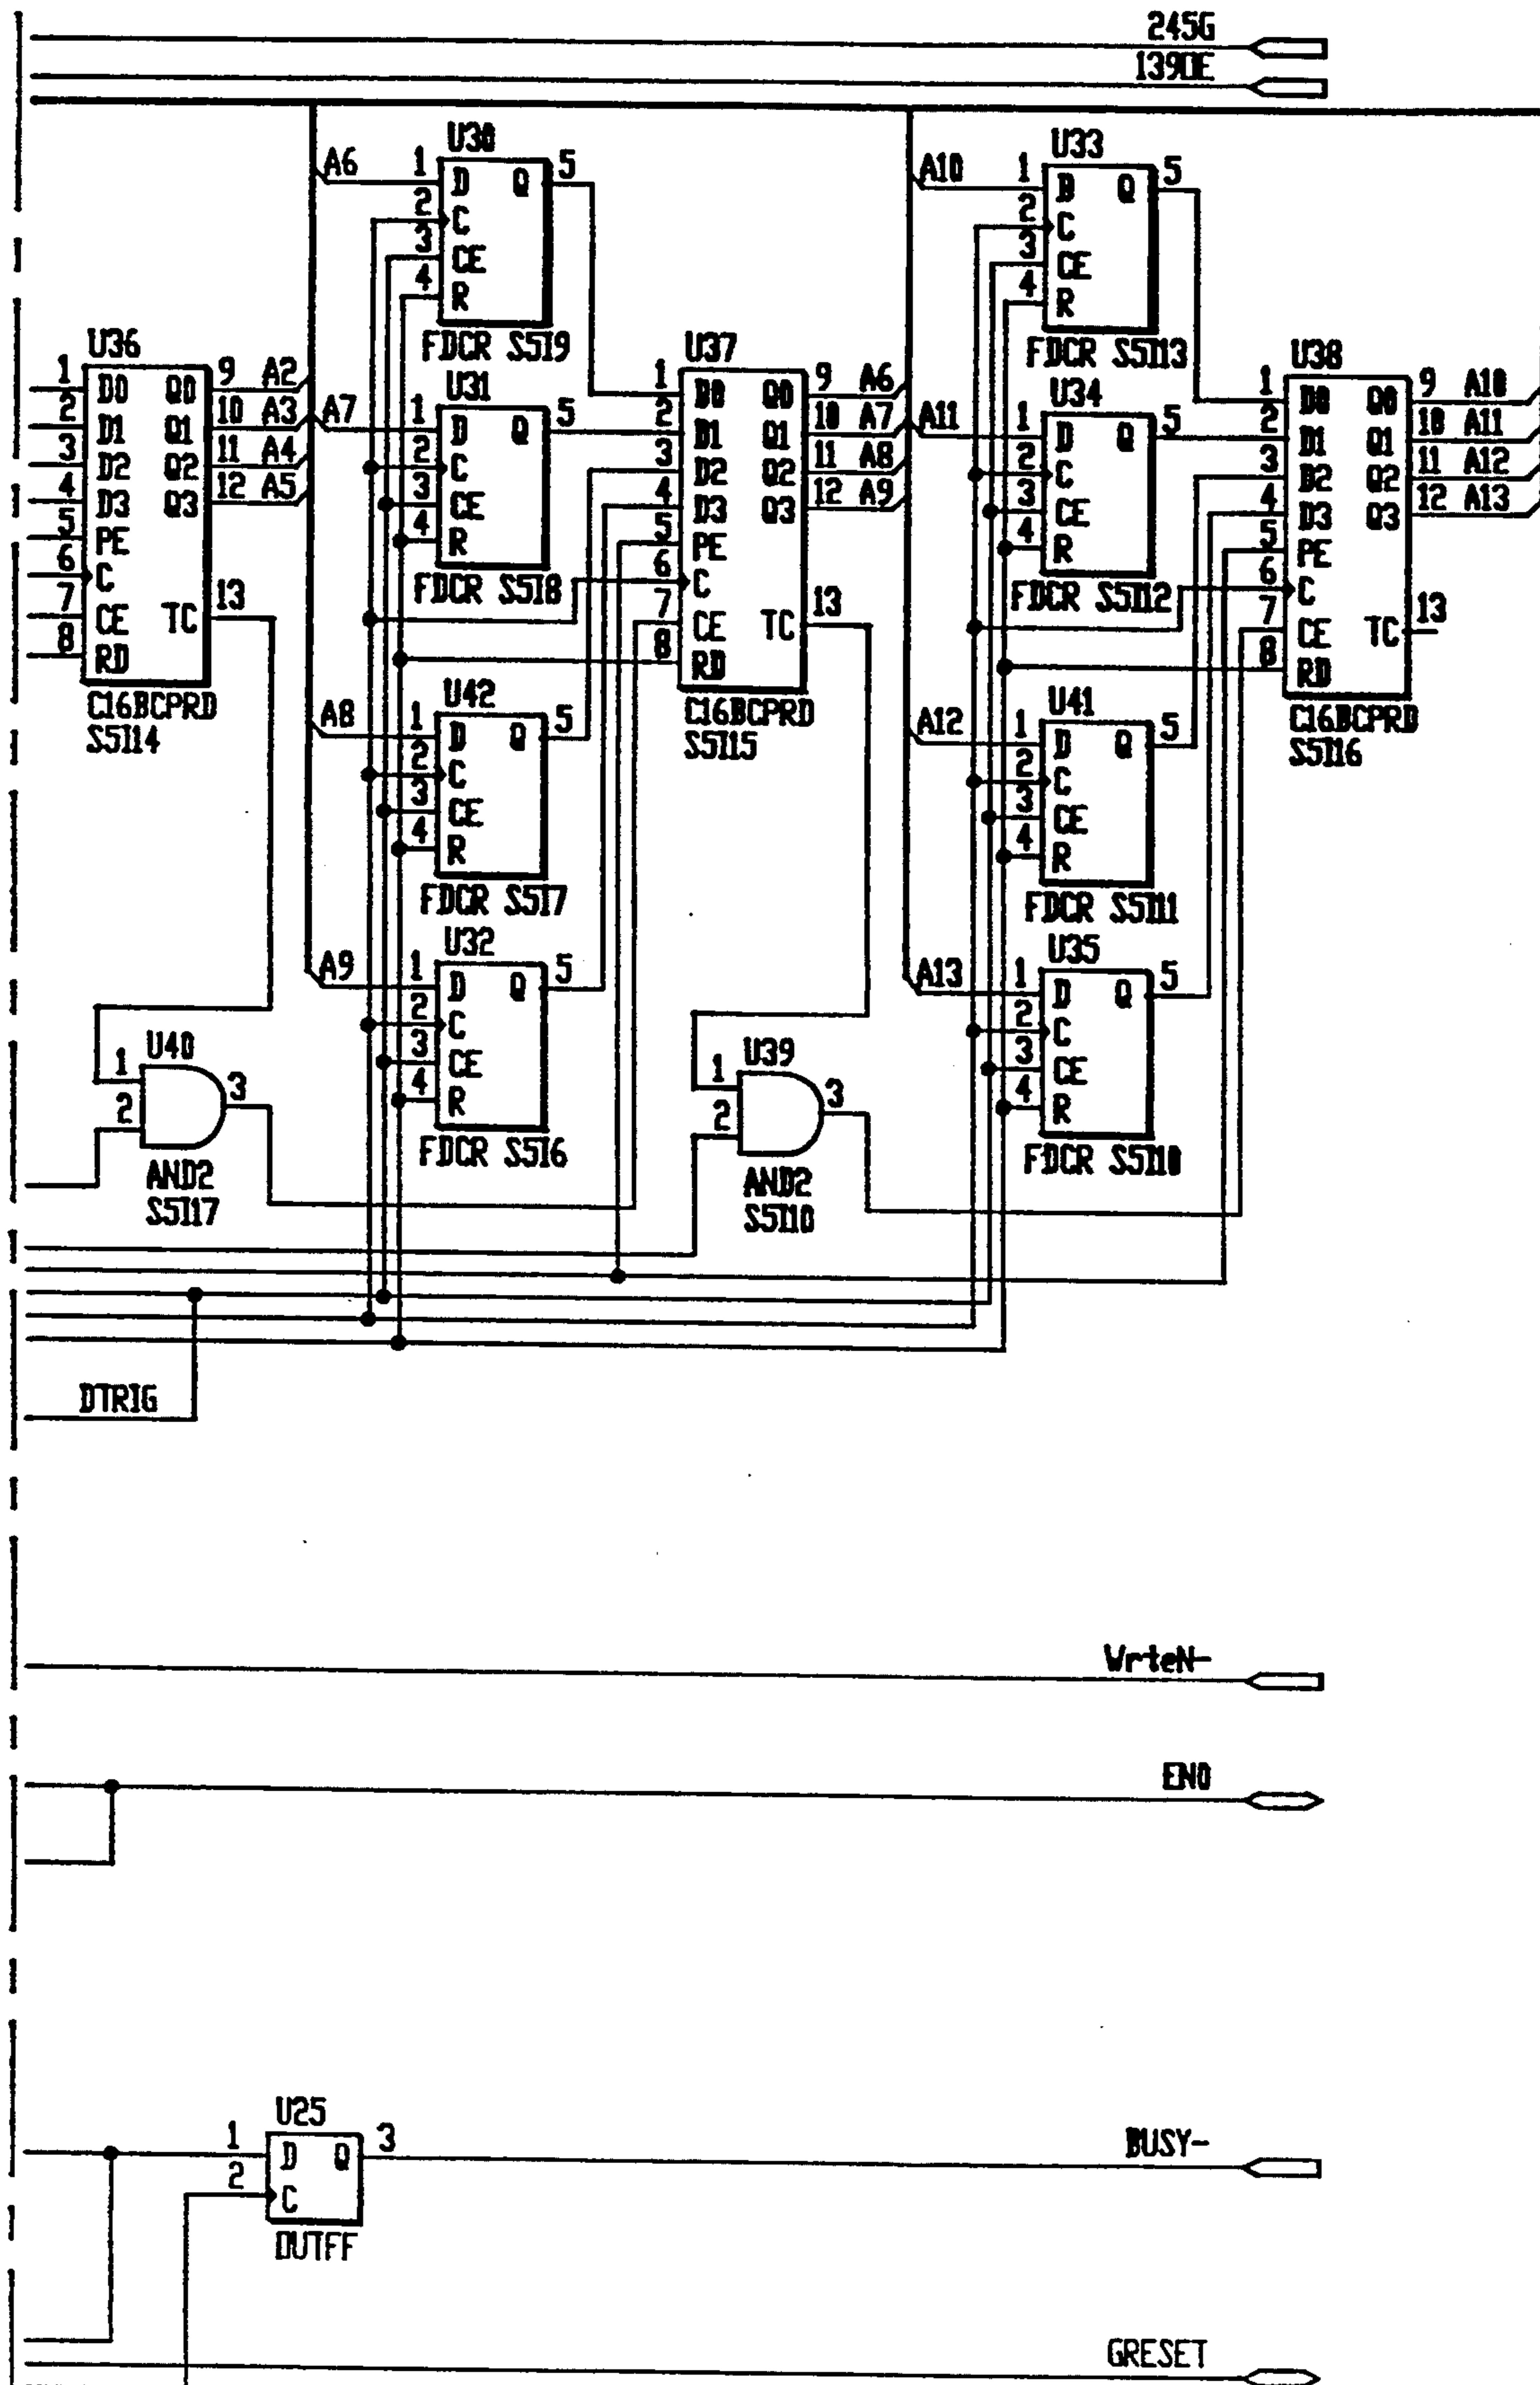 245G
139OE
U30
A6 1 D Q 5
2 C
3 CE
4 R
FDCR S5I9
U33
A10 1 D Q 5
2 C
3 CE
4 R
FDCR S5I13
U36
1 D0 Q0 9 A2
2 D1 Q1 10 A3
3 D2 Q2 11 A4
4 D3 Q3 12 A5
5 PE
6 C
7 CE TC 13
8 RD
C16BCPRD
S5I14
U31
A7 1 D Q 5
2 C
3 CE
4 R
FDCR S5I8
U37
1 D0 Q0 9 A6
2 D1 Q1 10 A7
3 D2 Q2 11 A8
4 D3 Q3 12 A9
5 PE
6 C
7 CE TC 13
8 RD
C16BCPRD
S5I15
U34
A11 1 D Q 5
2 C
3 CE
4 R
FDCR S5I12
U38
1 D0 Q0 9 A10
2 D1 Q1 10 A11
3 D2 Q2 11 A12
4 D3 Q3 12 A13
5 PE
6 C
7 CE TC 13
8 RD
C16BCPRD
S5I16
U42
A8 1 D Q 5
2 C
3 CE
4 R
FDCR S5I7
U41
A12 1 D Q 5
2 C
3 CE
4 R
FDCR S5I11
U32
A9 1 D Q 5
2 C
3 CE
4 R
FDCR S5I6
U35
A13 1 D Q 5
2 C
3 CE
4 R
FDCR S5I10
U40
1
2 3
AND2
S5I17
U39
1
2 3
AND2
S5I10
DTRIG
WrteN-
EN0
U25
1 D Q 3
2 C
OUTFF
BUSY-
GRESET